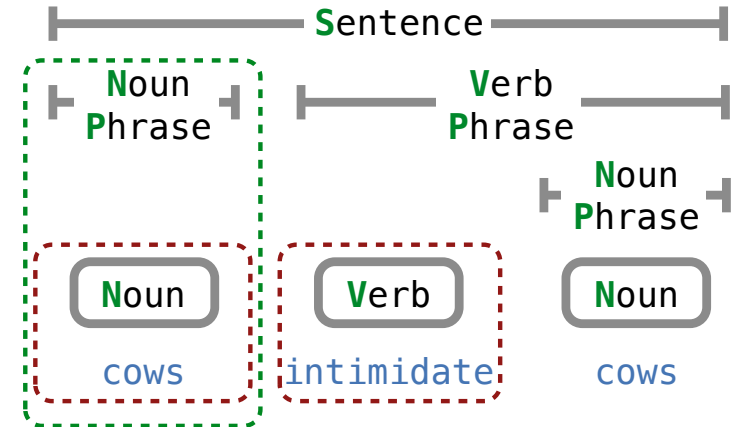 Sentence
Noun Verb
Phrase Phrase
Noun
Phrase
Noun Verb Noun
cows intimidate cows